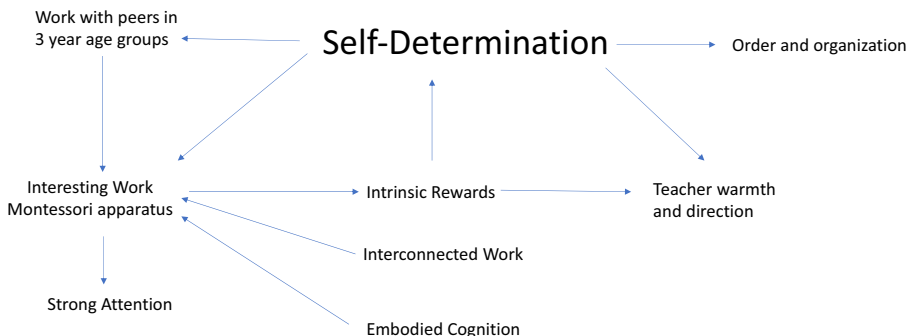 Work with peers in
3 year age groups
Self-Determination
Order and organization
Interesting Work
Montessori apparatus
Intrinsic Rewards
Teacher warmth
and direction
Interconnected Work
Strong Attention
Embodied Cognition